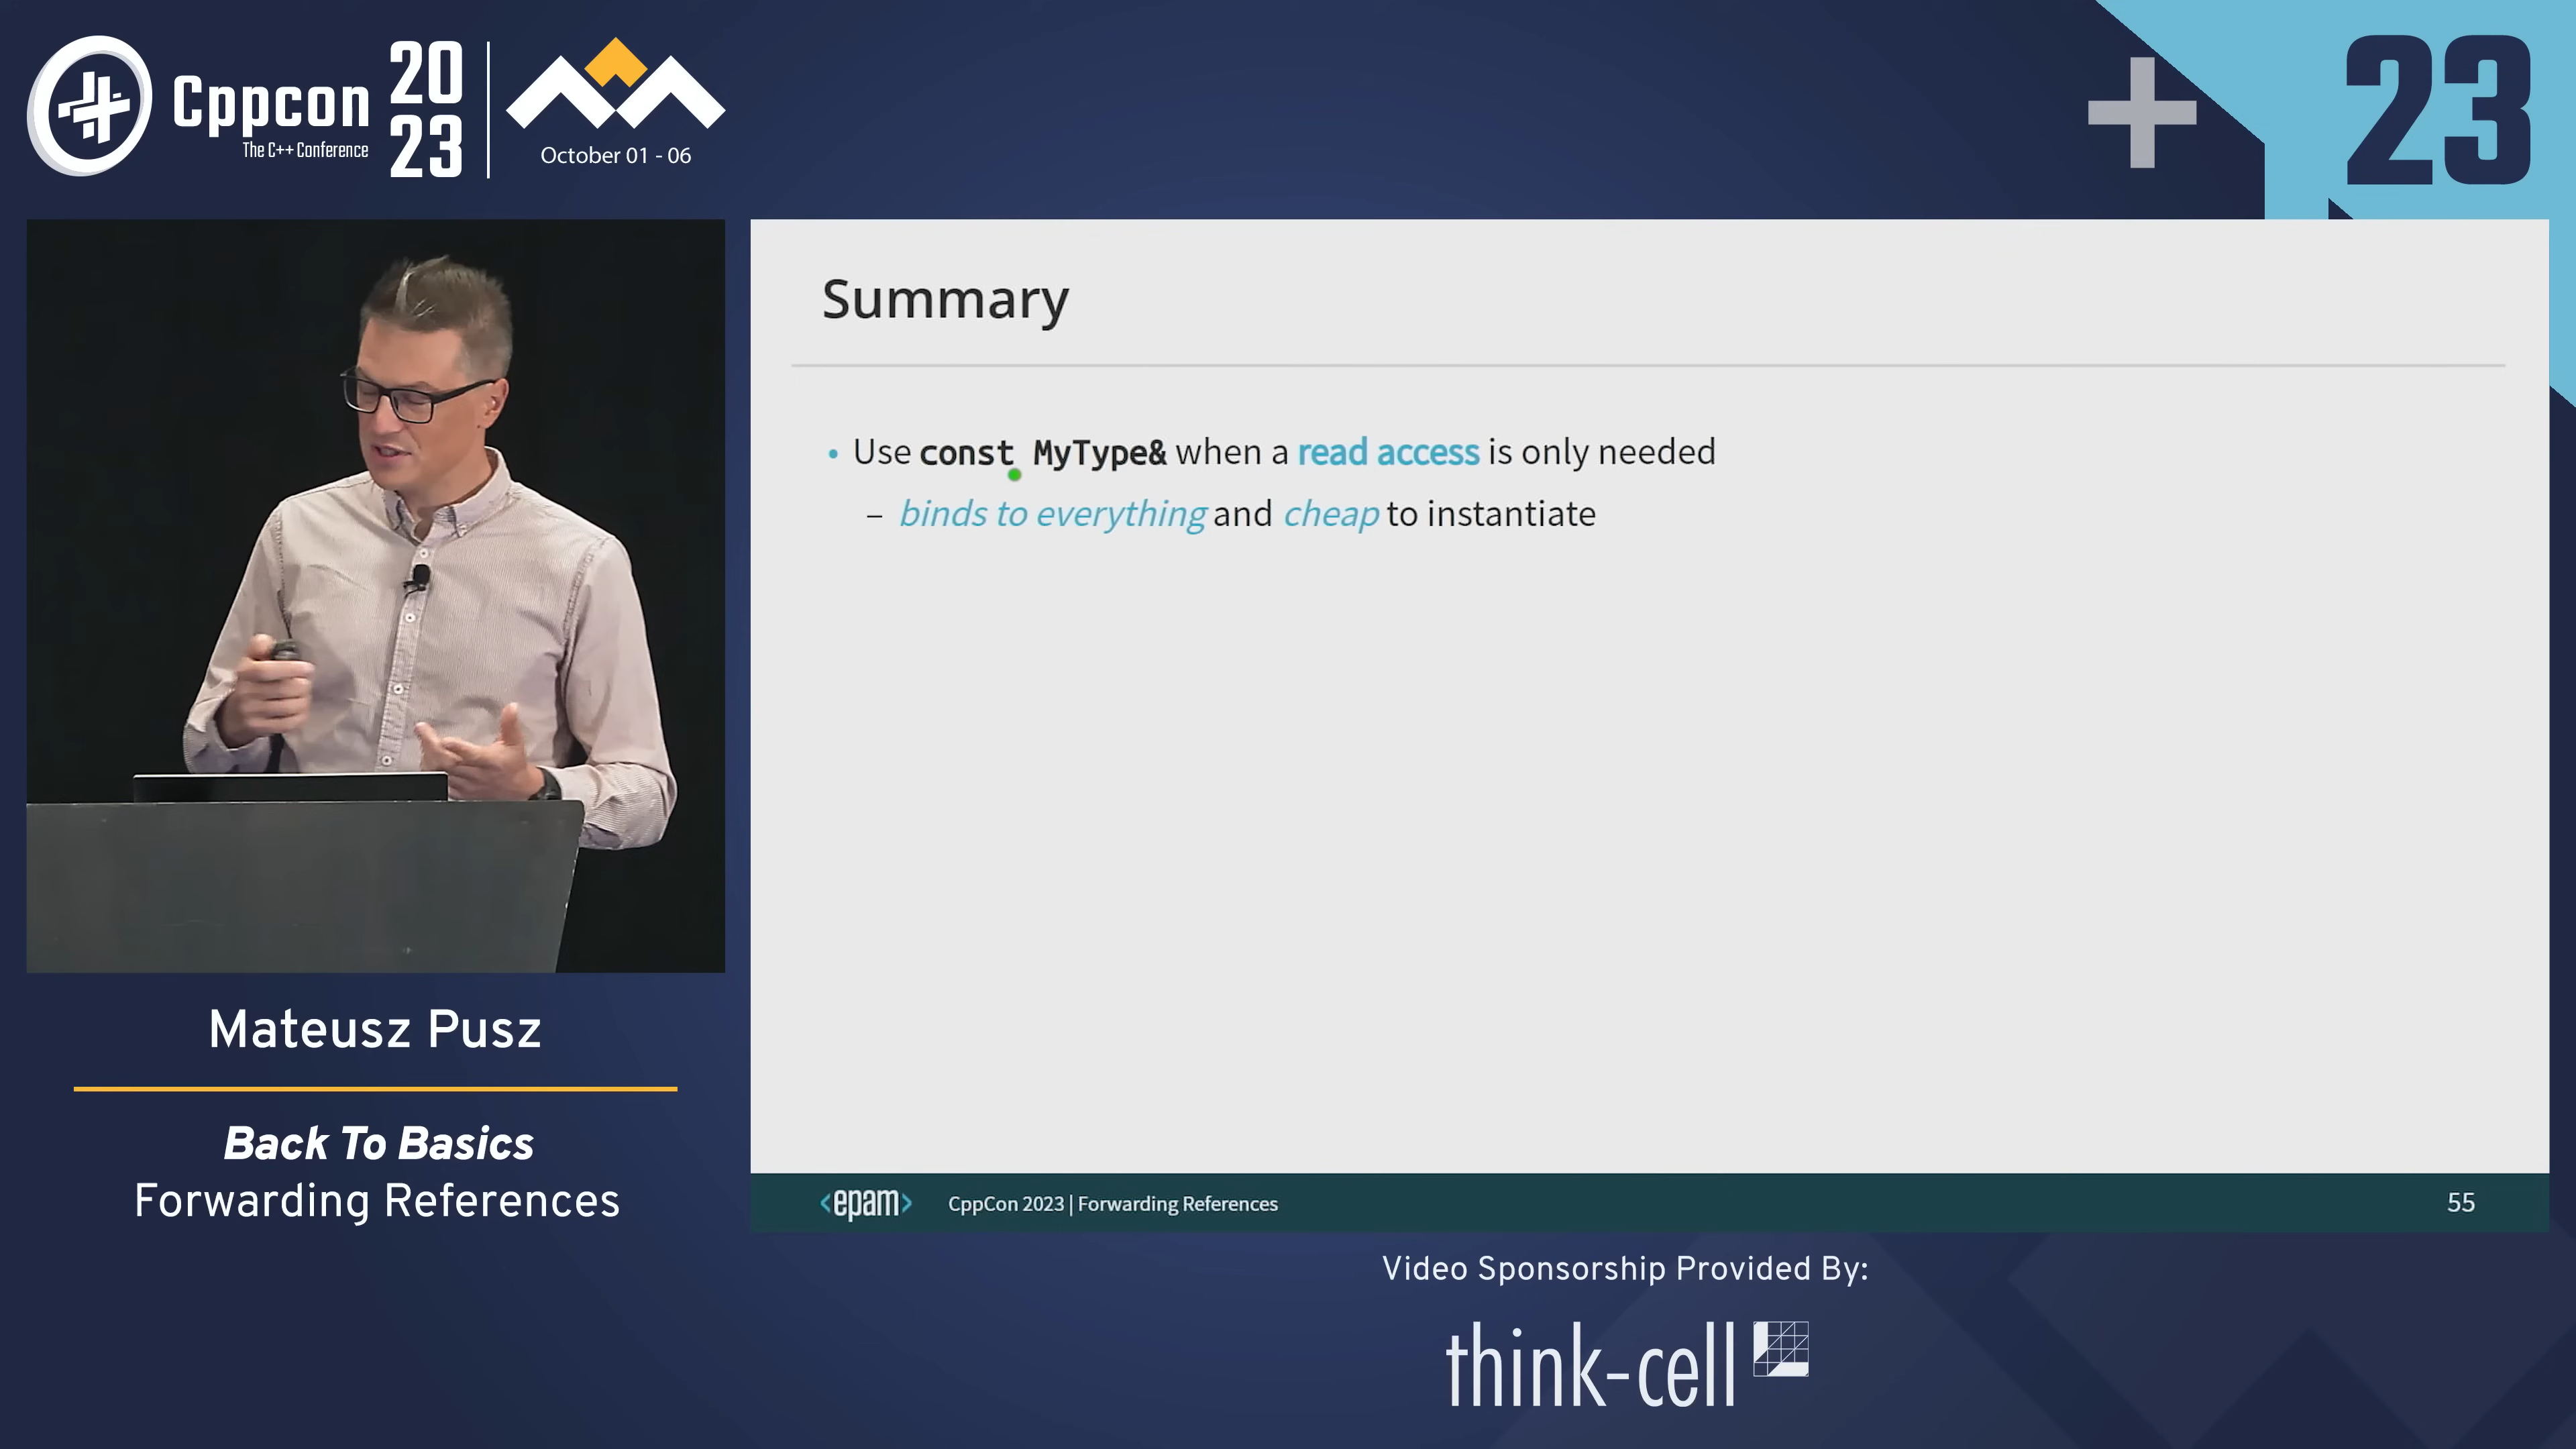 Cppcon
The C++ Conference
20
23
October 01 - 06
+ 23
Summary
• Use const MyType& when a read access is only needed
– binds to everything and cheap to instantiate
Mateusz Pusz
Back To Basics
Forwarding References
<epam>
CppCon 2023 | Forwarding References
55
Video Sponsorship Provided By:
think-cell